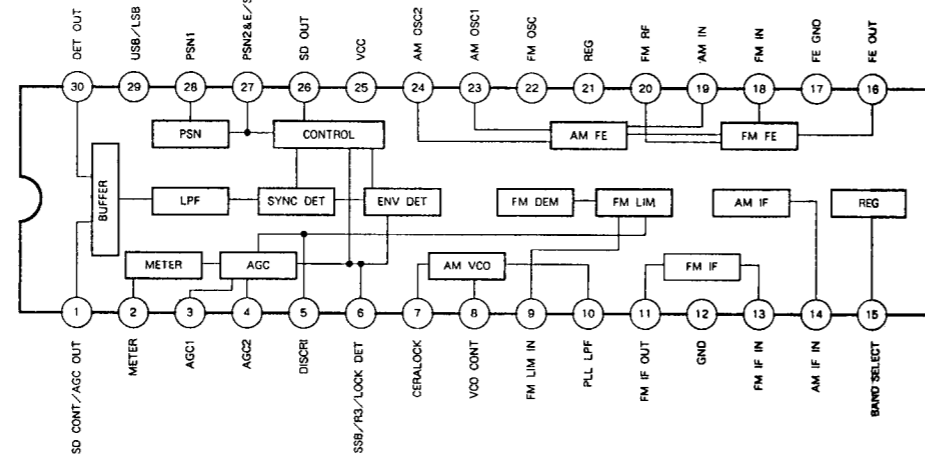 DET OUT
USB/LSB
PSN1
PSN2&E/S
SD OUT
VCC
AM OSC2
AM OSC1
FM OSC
REG
FM RF
AM IN
FM IN
FE GND
FE OUT
30
29
28
27
26
25
24
23
22
21
20
19
18
17
16
PSN
CONTROL
AM FE
FM FE
BUFFER
LPF
SYNC DET
ENV DET
FM DEM
FM LIM
AM IF
REG
METER
AGC
AM VCO
FM IF
1
2
3
4
5
6
7
8
9
10
11
12
13
14
15
SD CONT/AGC OUT
METER
AGC1
AGC2
DISCRI
SSB/R3/LOCK DET
CERALOCK
VCO CONT
FM LIM IN
PLL LPF
FM IF OUT
GND
FM IF IN
AM IF IN
BAND SELECT